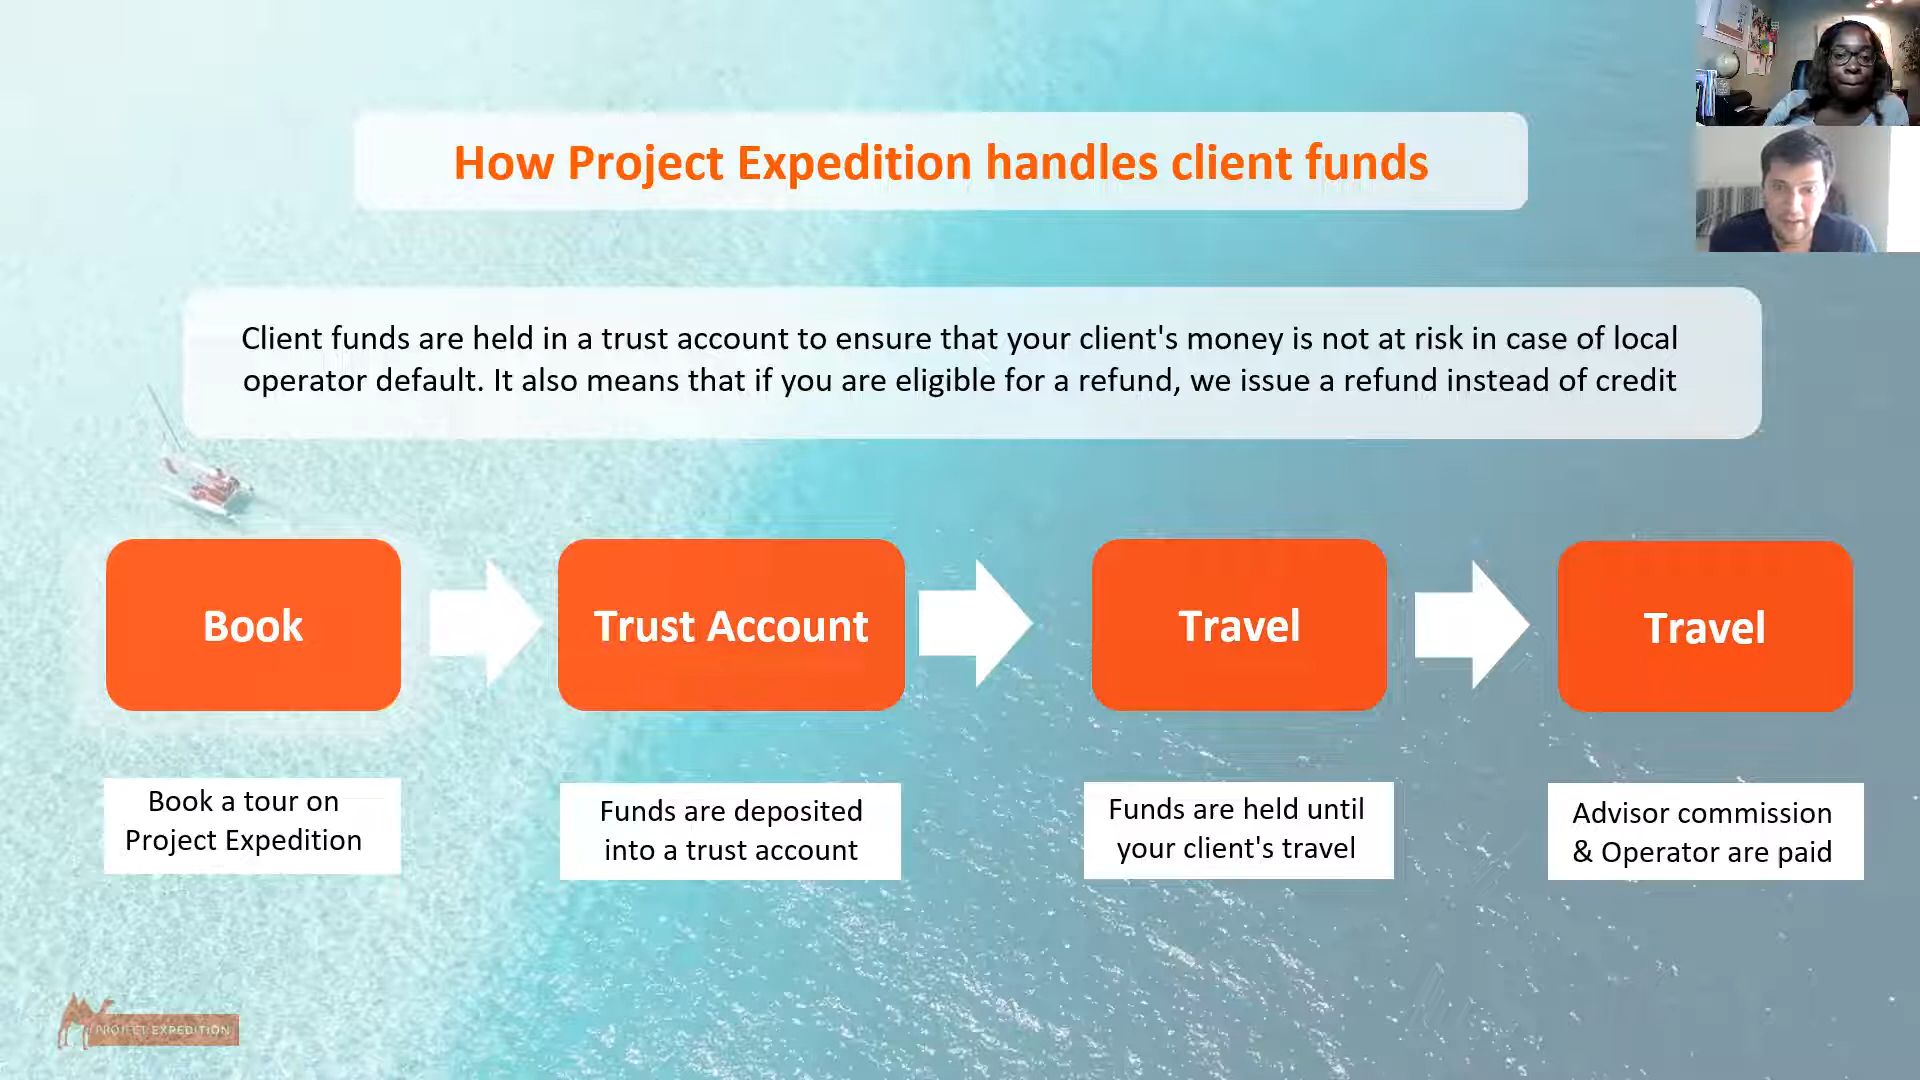 How Project Expedition handles client funds
Client funds are held in a trust account to ensure that your client's money is not at risk in case of local
operator default. It also means that if you are eligible for a refund, we issue a refund instead of credit
Book
Trust Account
Travel
Travel
Book a tour on
Project Expedition
Funds are deposited
into a trust account
Funds are held until
your client's travel
Advisor commission
& Operator are paid
PROJECT EXPEDITION